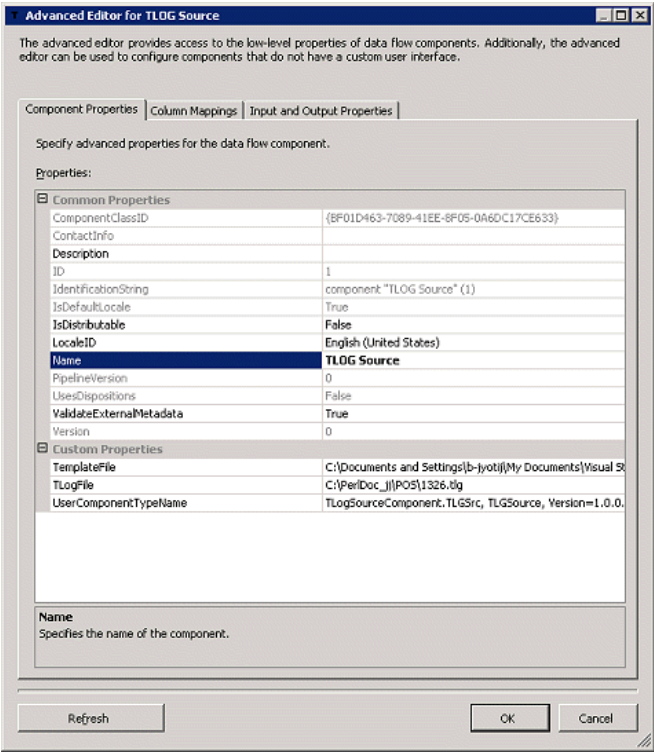 Advanced Editor for TLOG Source
The advanced editor provides access to the low-level properties of data flow components. Additionally, the advanced
editor can be used to configure components that do not have a custom user interface.
Component Properties Column Mappings Input and Output Properties
Specify advanced properties for the data flow component.
Properties:
Common Properties
ComponentClassID {BF01D463-7089-41EE-8F05-0A6DC17CE633}
ContactInfo
Description
ID 1
IdentificationString component "TLOG Source" (1)
IsDefaultLocale True
IsDistributable False
LocaleID English (United States)
Name TLOG Source
PipelineVersion 0
UsesDispositions False
ValidateExternalMetadata True
Version 0
Custom Properties
TemplateFile C:\Documents and Settings\b-jyotij\My Documents\Visual St
TLogFile C:\PerlDoc_jj\POS\1326.tlg
UserComponentTypeName TLogSourceComponent.TLGSrc, TLGSource, Version=1.0.0.
Name
Specifies the name of the component.
Refresh OK Cancel